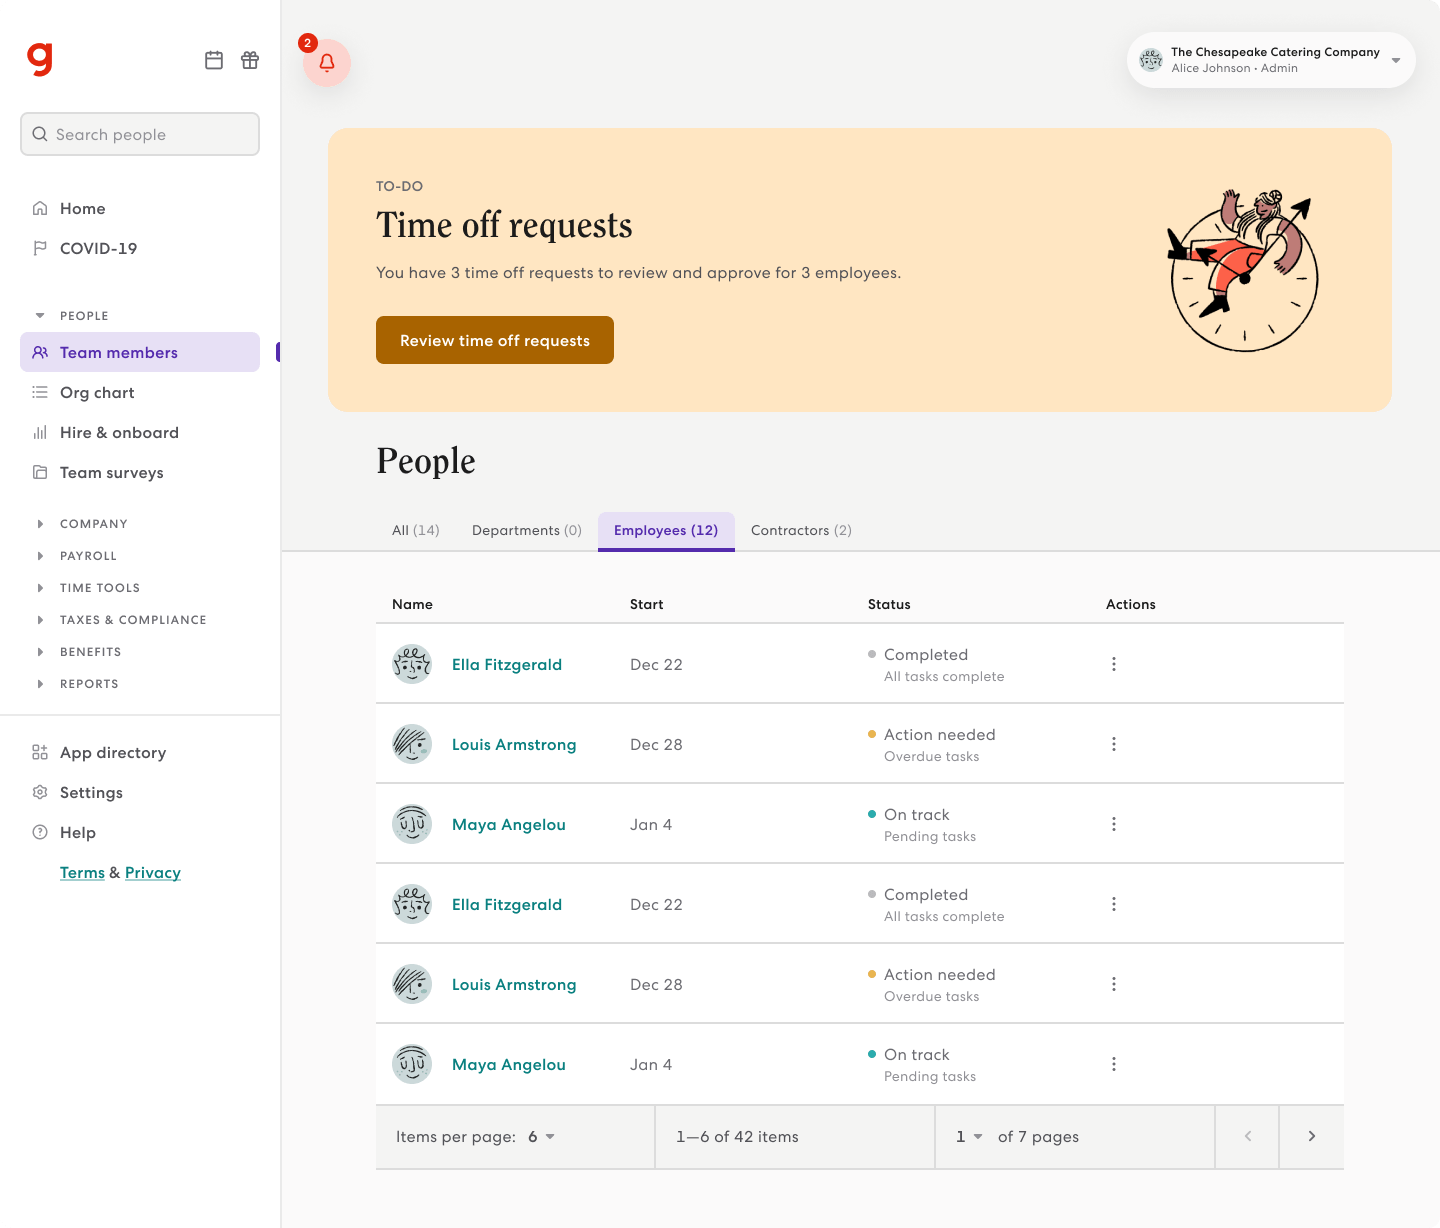 g
Search people
Home
COVID-19
PEOPLE
Team members
Org chart
Hire & onboard
Team surveys
COMPANY
PAYROLL
TIME TOOLS
TAXES & COMPLIANCE
BENEFITS
REPORTS
App directory
Settings
Help
Terms & Privacy
2
The Chesapeake Catering Company
Alice Johnson • Admin
TO-DO
Time off requests
You have 3 time off requests to review and approve for 3 employees.
Review time off requests
People
All (14) Departments (0) Employees (12) Contractors (2)
Name Start Status Actions
Ella Fitzgerald Dec 22 Completed
All tasks complete
Louis Armstrong Dec 28 Action needed
Overdue tasks
Maya Angelou Jan 4 On track
Pending tasks
Ella Fitzgerald Dec 22 Completed
All tasks complete
Louis Armstrong Dec 28 Action needed
Overdue tasks
Maya Angelou Jan 4 On track
Pending tasks
Items per page: 6 1—6 of 42 items 1 of 7 pages